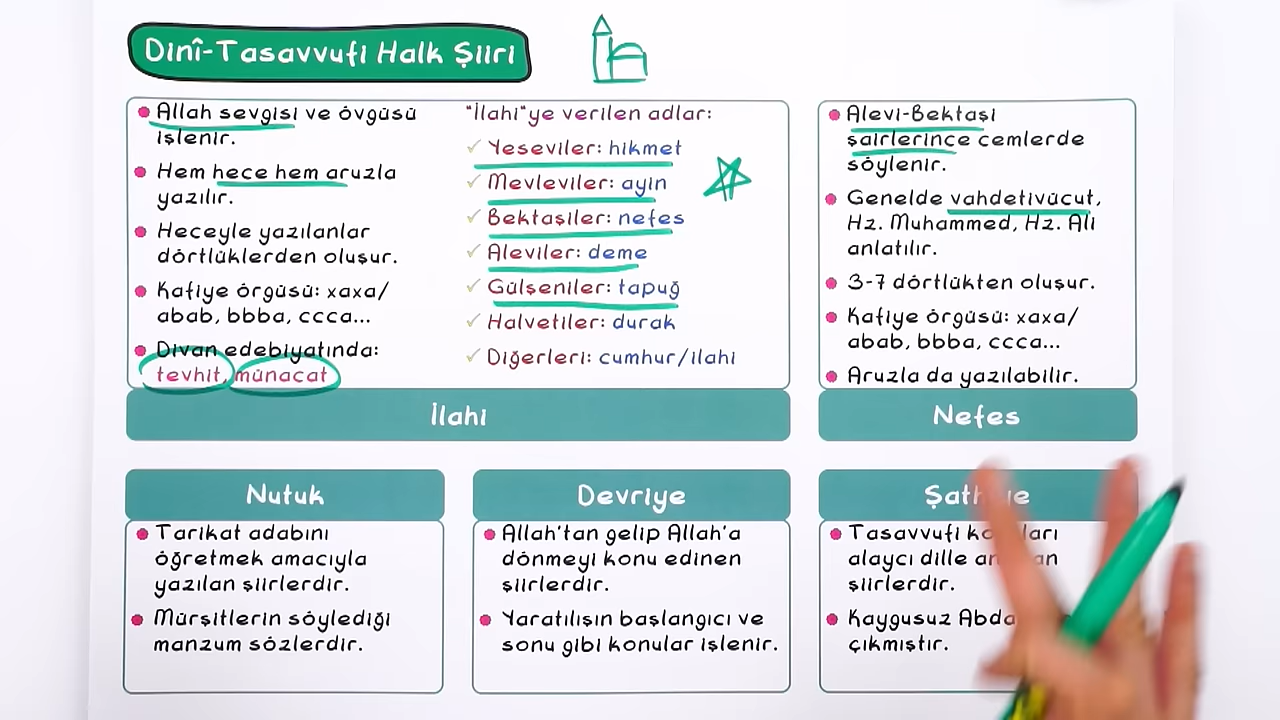 Dinî-Tasavvufi Halk Şiiri
Allah sevgisi ve övgüsü
işlenir.
Hem hece hem aruzla
yazılır.
Heceyle yazılanlar
dörtlüklerden oluşur.
Kafiye örgüsü: xaxa/
abab, bbba, ccca...
Divan edebiyatında:
tevhit, münacat
"İlahi"ye verilen adlar:
Yeseviler: hikmet
Mevleviler: ayin
Bektaşiler: nefes
Aleviler: deme
Gülşeniler: tapuğ
Halvetiler: durak
Diğerleri: cumhur/ilahi
İlahi
Alevi-Bektaşi
şairlerince cemlerde
söylenir.
Genelde vahdetivücut,
Hz. Muhammed, Hz. Ali
anlatılır.
3-7 dörtlükten oluşur.
Kafiye örgüsü: xaxa/
abab, bbba, ccca...
Aruzla da yazılabilir.
Nefes
Nutuk
Tarikat adabını
öğretmek amacıyla
yazılan şiirlerdir.
Mürşitlerin söylediği
manzum sözlerdir.
Devriye
Allah'tan gelip Allah'a
dönmeyi konu edinen
şiirlerdir.
Yaratılışın başlangıcı ve
sonu gibi konular işlenir.
Tasavvufi
alaycı dille
şiirlerdir.
Kaygusuz
çıkmıştır.